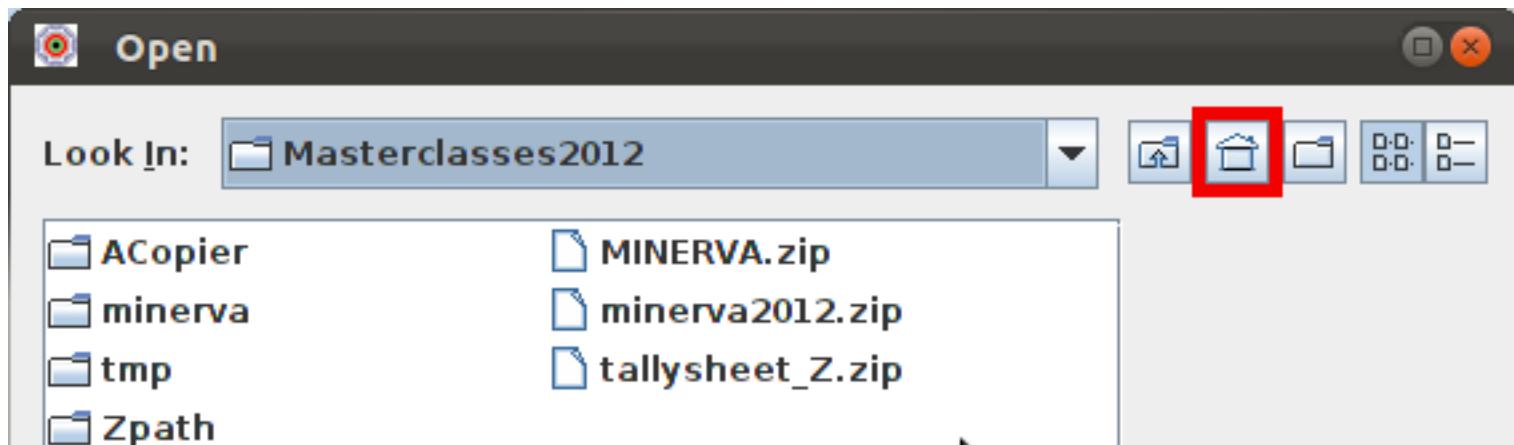 Open
Look In: Masterclasses2012
ACopier MINERVA.zip
minerva minerva2012.zip
tmp tallysheet_Z.zip
Zpath